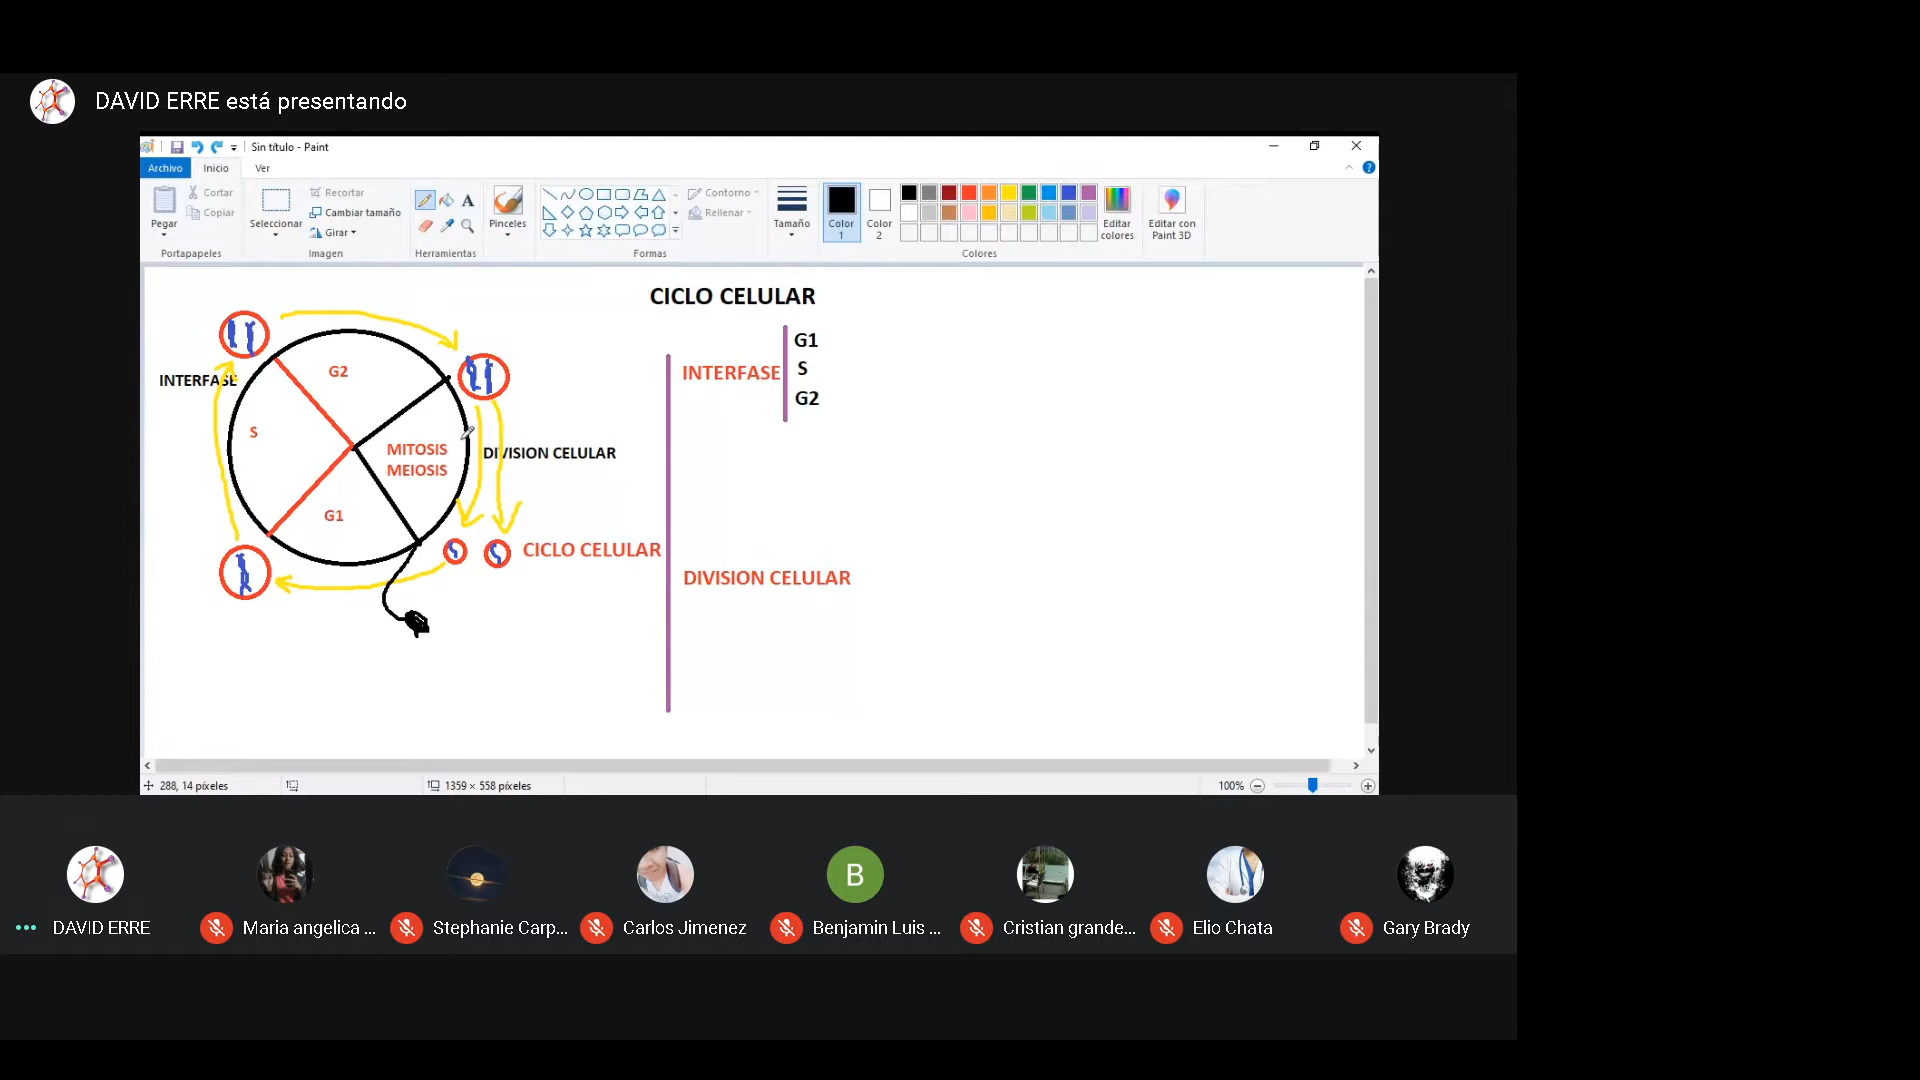 DAVID ERRE está presentando
Sin título - Paint
Archivo Inicio Ver
Pegar
Cortar
Copiar
Portapapeles
Seleccionar
Recortar
Cambiar tamaño
Girar
Imagen
A
Herramientas
Pinceles
Contorno
Rellenar
Formas
Tamaño
Color 1
Color 2
Editar colores
Editar con Paint 3D
Colores
CICLO CELULAR
INTERFASE
G2
S
G1
MITOSIS
MEIOSIS
DIVISION CELULAR
CICLO CELULAR
INTERFASE
G1
S
G2
DIVISION CELULAR
288, 14 píxeles
1359 × 558 píxeles
100%
B
DAVID ERRE
Maria angelica ...
Stephanie Carp...
Carlos Jimenez
Benjamin Luis ...
Cristian grande...
Elio Chata
Gary Brady